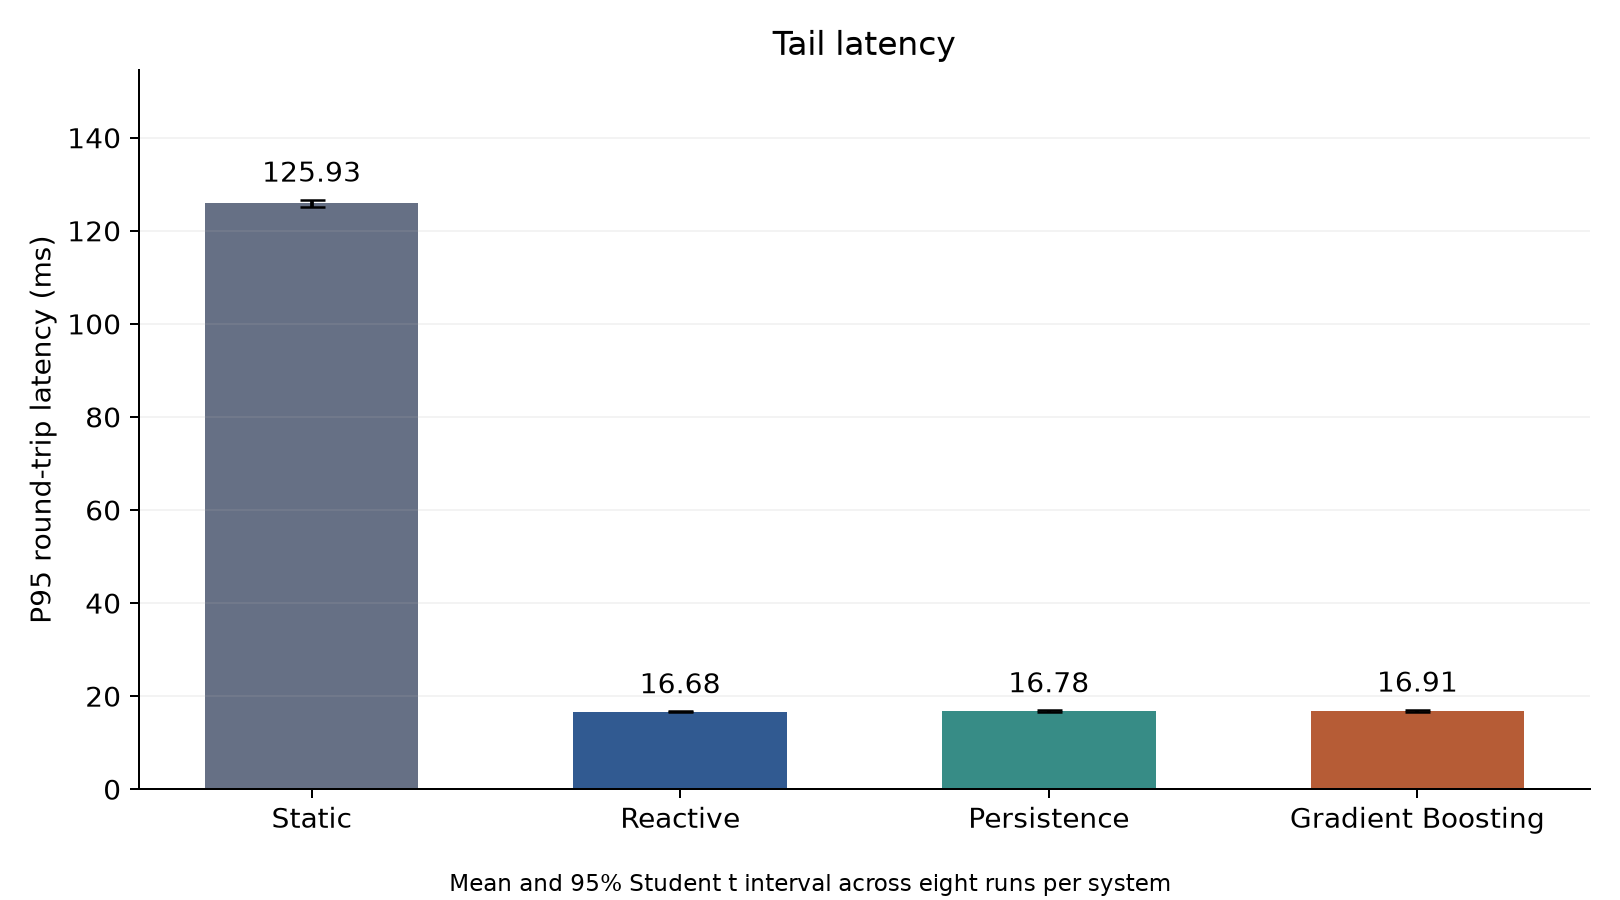 Tail latency
P95 round-trip latency (ms)
140
120
100
80
60
40
20
0
125.93
16.68
16.78
16.91
Static
Reactive
Persistence
Gradient Boosting
Mean and 95% Student t interval across eight runs per system